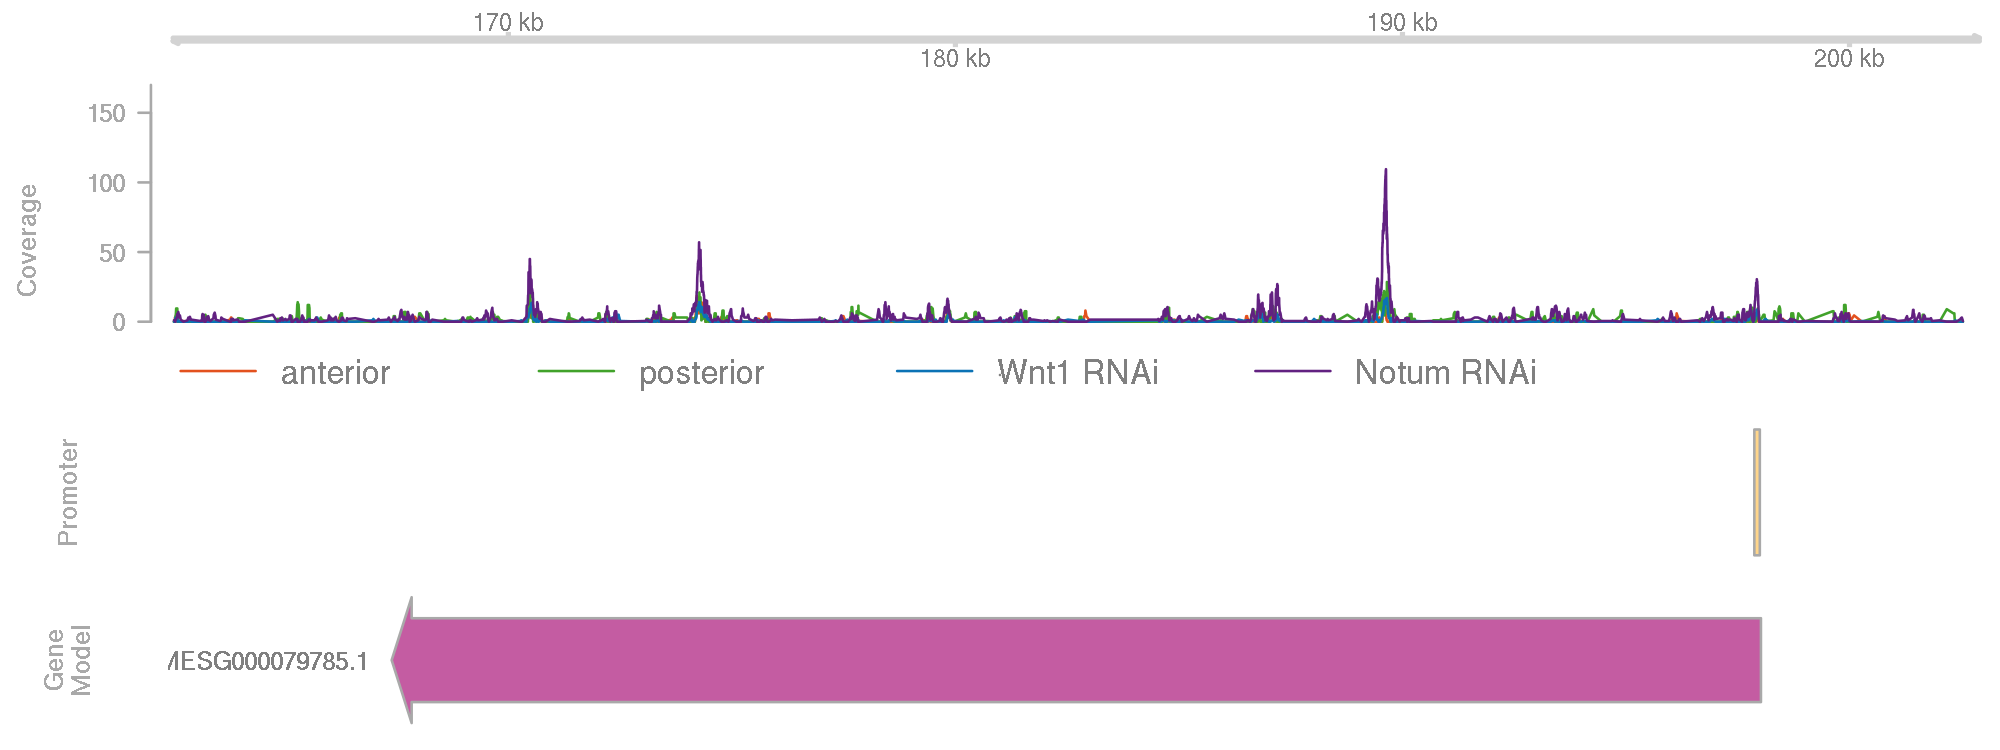 170 kb
190 kb
180 kb
200 kb
150
100
50
0
Coverage
anterior
posterior
Wnt1 RNAi
Notum RNAi
Promoter
Gene
Model
MESG000079785.1